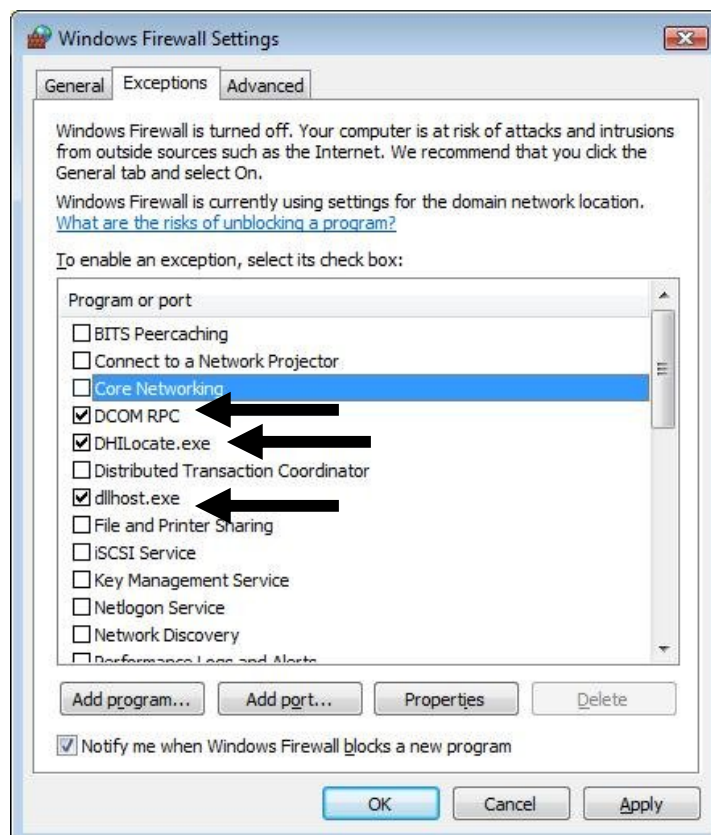 Windows Firewall Settings
General Exceptions Advanced
Windows Firewall is turned off. Your computer is at risk of attacks and intrusions
from outside sources such as the Internet. We recommend that you click the
General tab and select On.
Windows Firewall is currently using settings for the domain network location.
What are the risks of unblocking a program?
To enable an exception, select its check box:
Program or port
BITS Peercaching
Connect to a Network Projector
Core Networking
DCOM RPC
DHILocate.exe
Distributed Transaction Coordinator
dllhost.exe
File and Printer Sharing
iSCSI Service
Key Management Service
Netlogon Service
Network Discovery
Performance Logs and Alerts
Add program... Add port... Properties Delete
Notify me when Windows Firewall blocks a new program
OK Cancel Apply